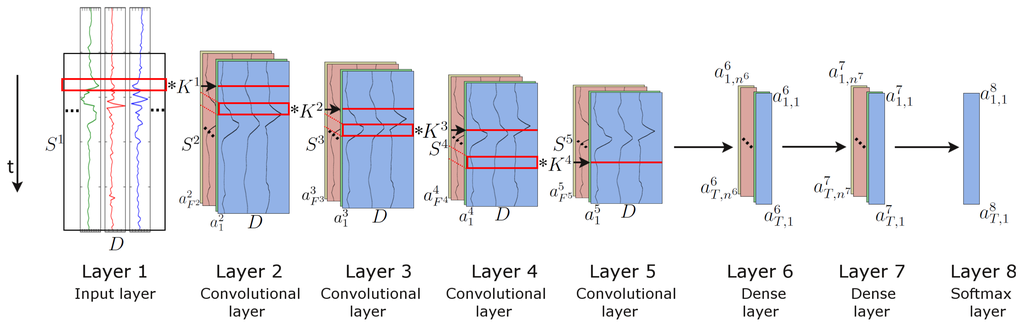 t
S^1
D
*K^1
S^2
a^2_{F^2}
a^2_1
D
*K^2
S^3
a^3_{F^3}
a^3_1
D
*K^3
S^4
a^4_{F^4}
a^4_1
D
*K^4
S^5
a^5_{F^5}
a^5_1
D
a^6_{1,n^6}
a^6_{1,1}
a^6_{T,n^6}
a^6_{T,1}
a^7_{1,n^7}
a^7_{1,1}
a^7_{T,n^7}
a^7_{T,1}
a^8_{1,1}
a^8_{T,1}
Layer 1
Input layer
Layer 2
Convolutional
layer
Layer 3
Convolutional
layer
Layer 4
Convolutional
layer
Layer 5
Convolutional
layer
Layer 6
Dense
layer
Layer 7
Dense
layer
Layer 8
Softmax
layer